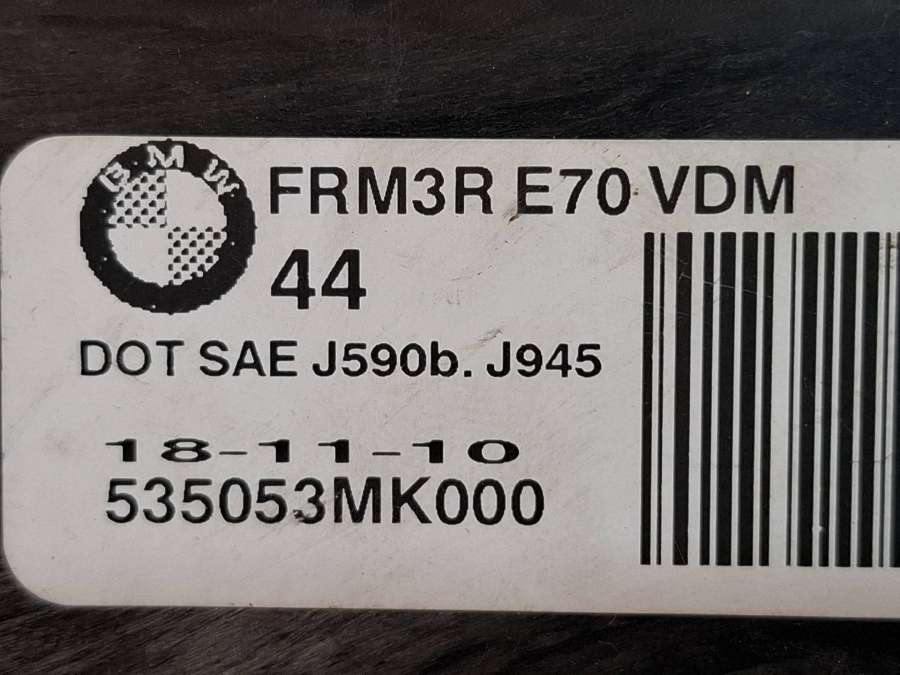 BMW
FRM3R E70 VDM
44
DOT SAE J590b. J945
18-11-10
535053MK000